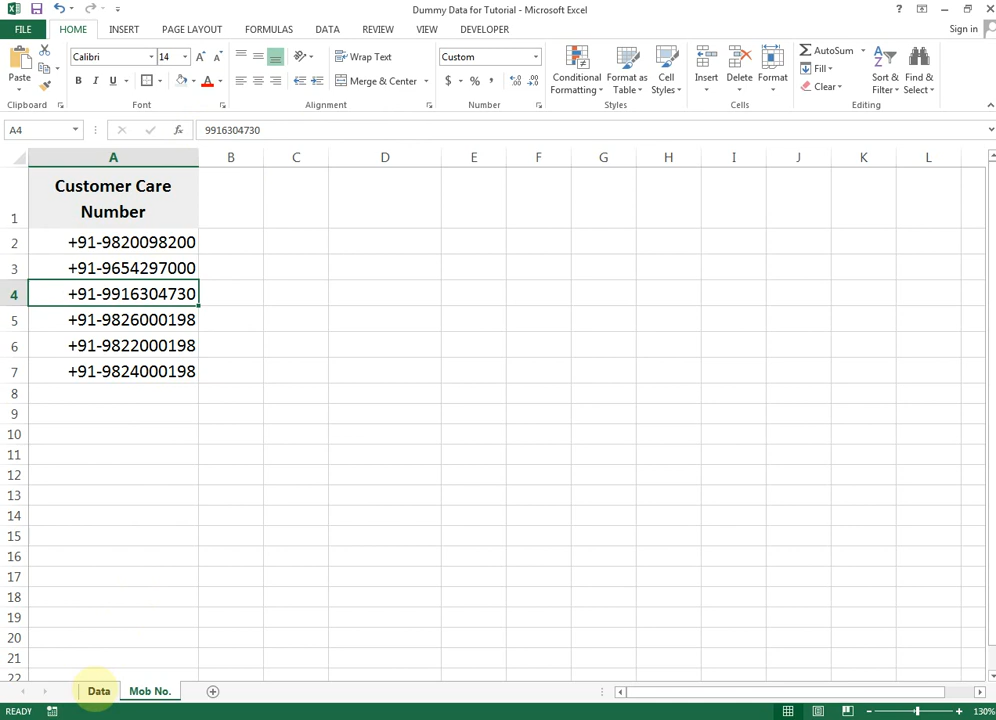 Dummy Data for Tutorial - Microsoft Excel
?
Sign in
FILE HOME INSERT PAGE LAYOUT FORMULAS DATA REVIEW VIEW DEVELOPER
Paste
Calibri 14
B I U
Wrap Text
Merge & Center
Custom
$ % ,
Conditional
Formatting
Format as
Table
Cell
Styles
Insert
Delete
Format
AutoSum
Fill
Clear
Sort &
Filter
Find &
Select
Clipboard Font Alignment Number Styles Cells Editing
A4 fx 9916304730
A B C D E F G H I J K L
Customer Care
1 Number
2 +91-9820098200
3 +91-9654297000
4 +91-9916304730
5 +91-9826000198
6 +91-9822000198
7 +91-9824000198
8
9
10
11
12
13
14
15
16
17
18
19
20
21
22
Data Mob No.
READY 130%